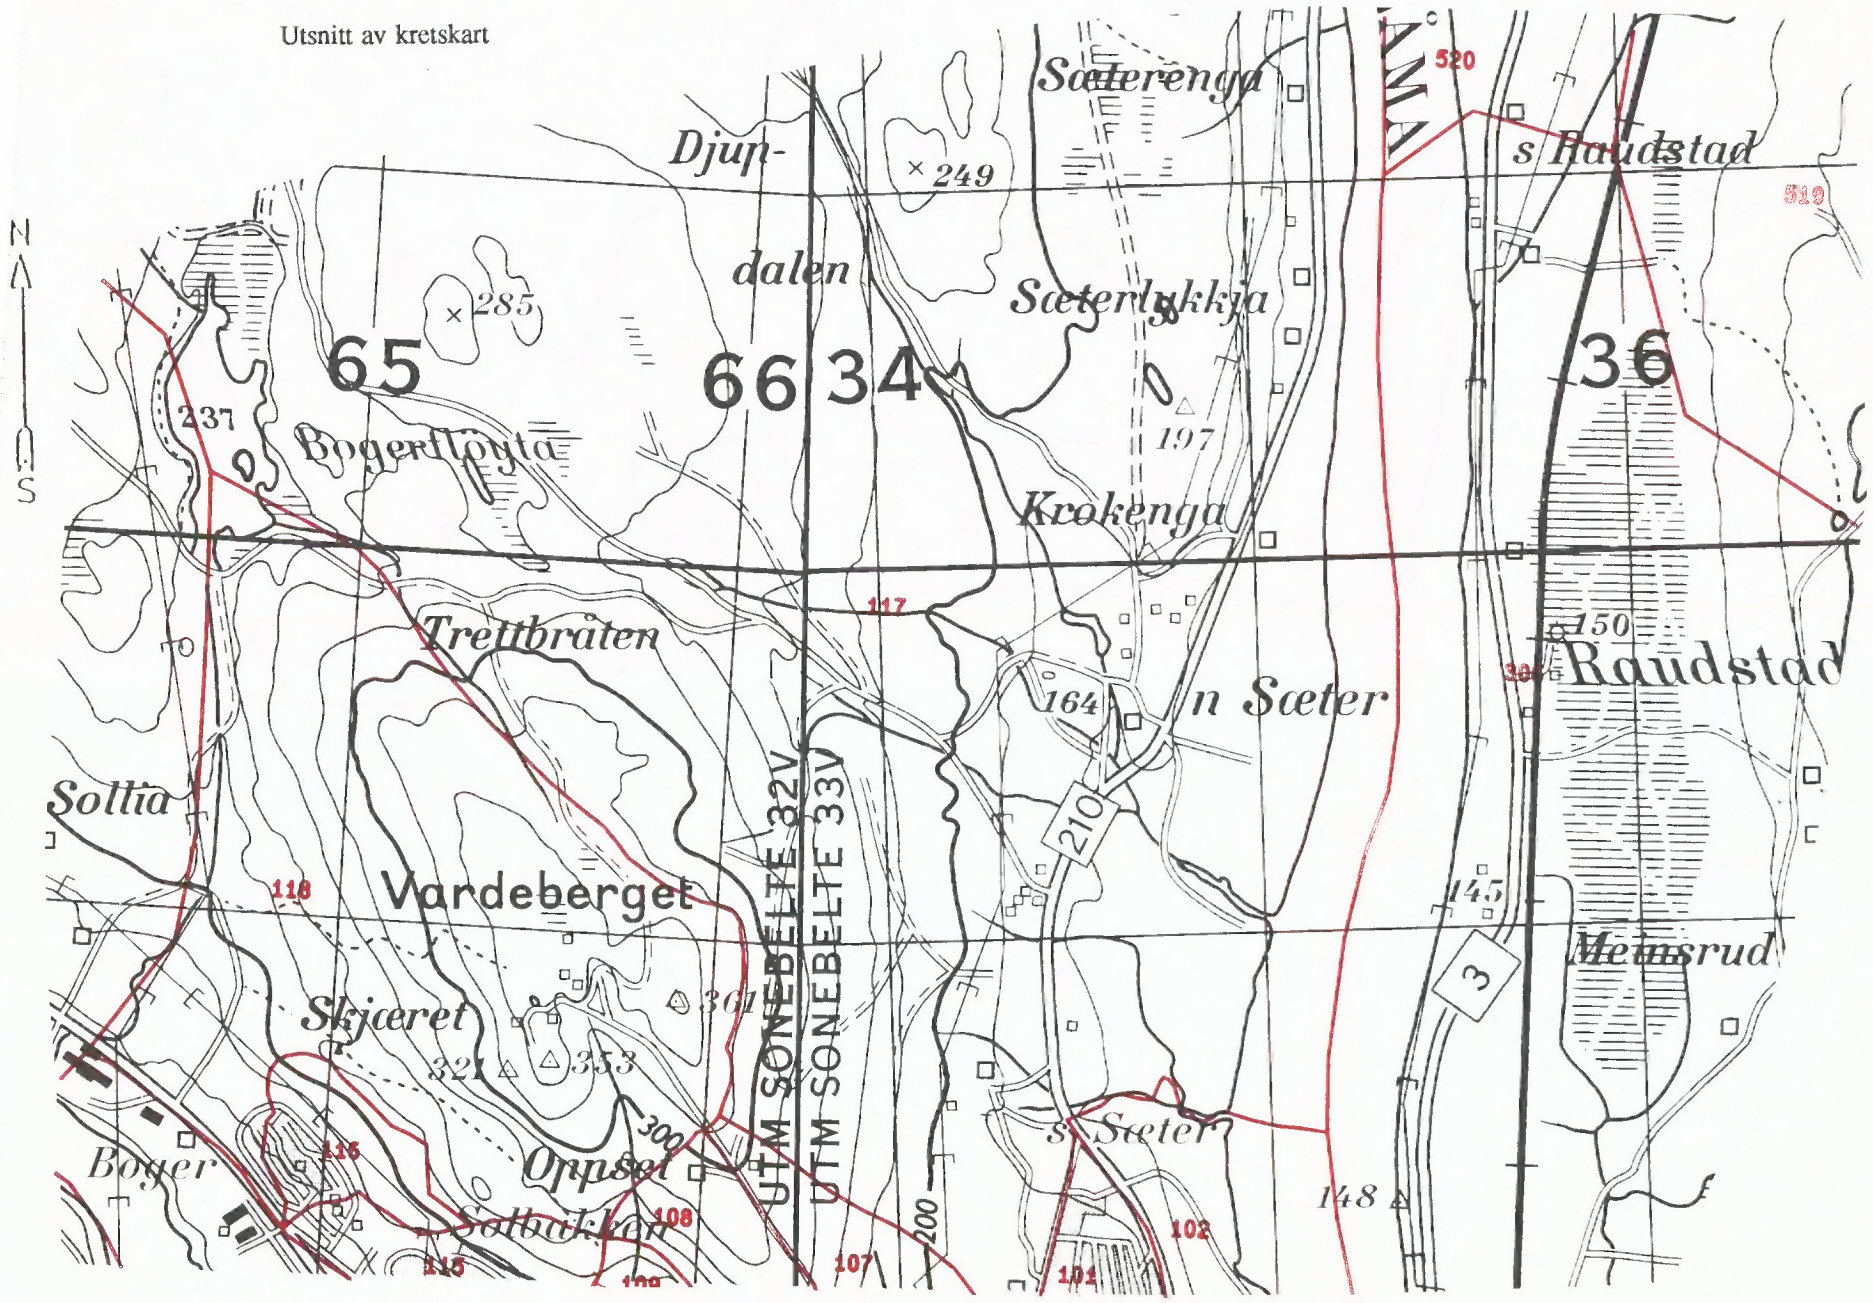 Utsnitt av kretskart
520
Sæterenga
Djup-
249
s Raudstad
519
N
dalen
285
Sæterlykkja
65
66
34
36
237
197
Bogerfløyta
S
Krokenga
117
Trettbråten
150
304
Raudstad
164
n Sæter
Sollia
210
118
Vardeberget
145
Meinsrud
3
361
Skjæret
321
353
UTM SONEBELTE 32V
UTM SONEBELTE 33V
300
s Sæter
116
Boger
Oppset
148
108
Solbakken
200
102
115
109
107
101